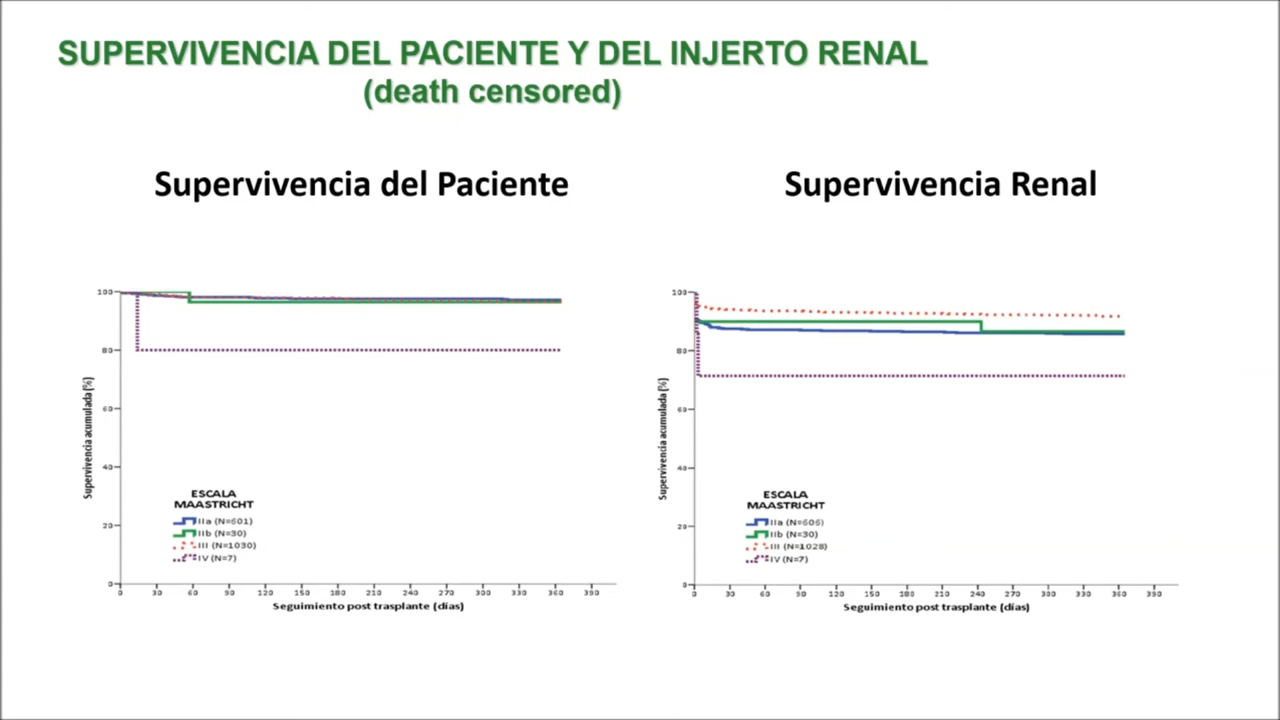 SUPERVIVENCIA DEL PACIENTE Y DEL INJERTO RENAL
(death censored)
Supervivencia del Paciente
Supervivencia acumulada (%)
100
80
60
40
20
0
ESCALA
MAASTRICHT
IIa (N=601)
IIb (N=30)
III (N=1030)
IV (N=7)
0 30 60 90 120 150 180 210 240 270 300 330 360 390
Seguimiento post trasplante (días)
Supervivencia Renal
Supervivencia acumulada (%)
100
80
60
40
20
0
ESCALA
MAASTRICHT
IIa (N=606)
IIb (N=30)
III (N=1028)
IV (N=7)
0 30 60 90 120 150 180 210 240 270 300 330 360 390
Seguimiento post trasplante (días)